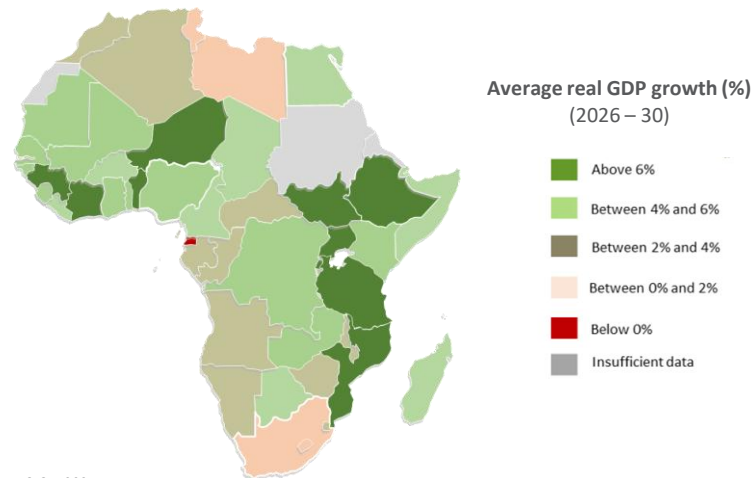 Average real GDP growth (%)
(2026 – 30)
Above 6%
Between 4% and 6%
Between 2% and 4%
Between 0% and 2%
Below 0%
Insufficient data